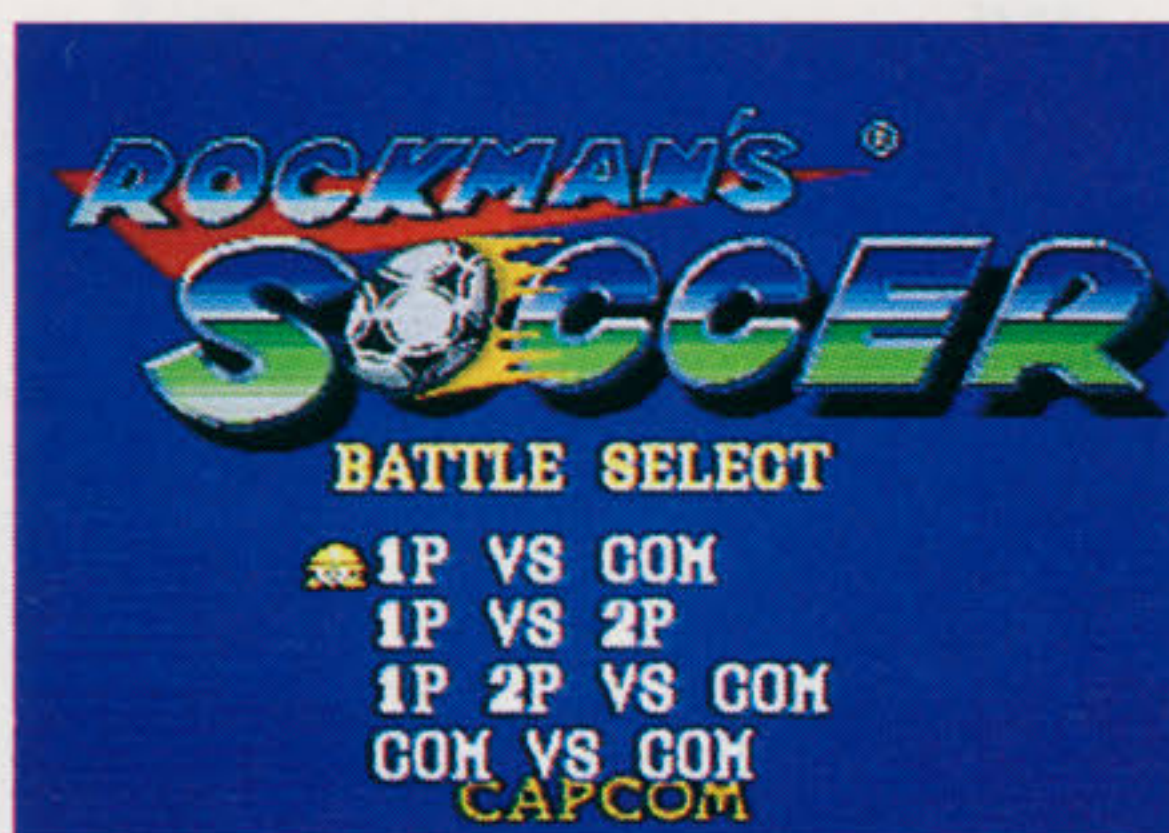 ROCKMAN'S ®
SOCCER
BATTLE SELECT
1P VS COM
1P VS 2P
1P 2P VS COM
COM VS COM
CAPCOM